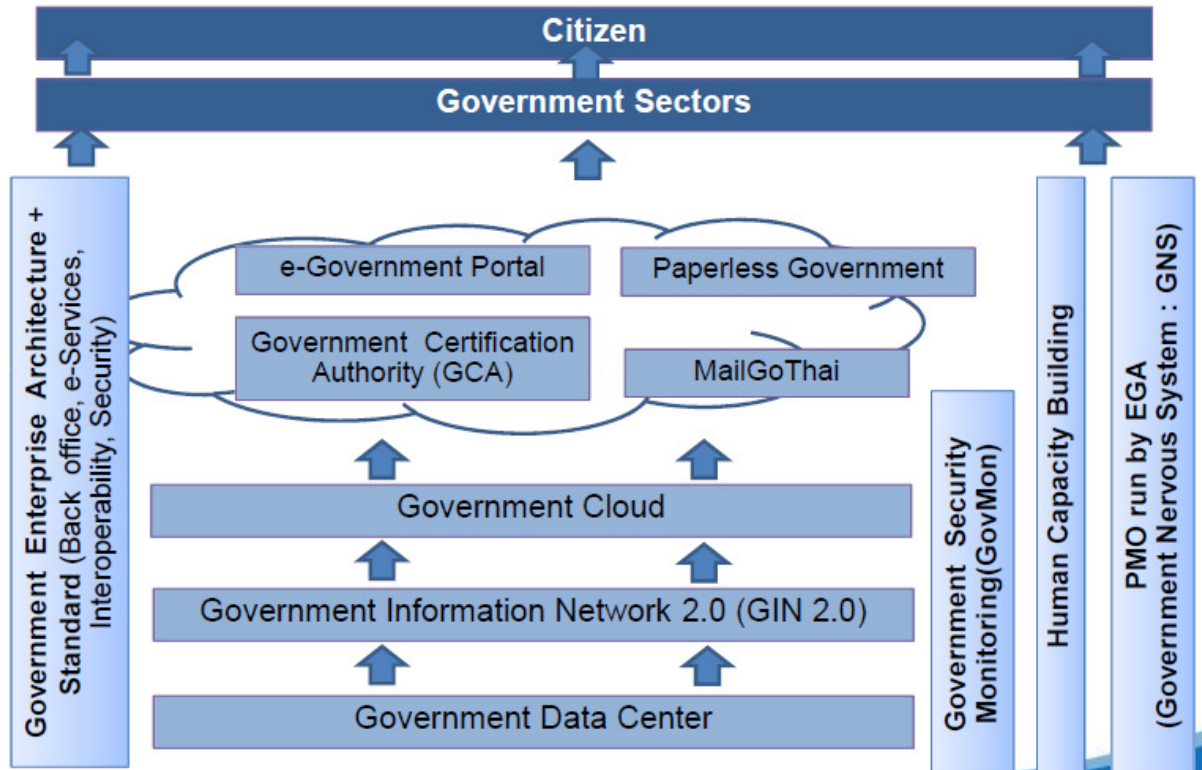 Citizen
Government Sectors
Government Enterprise Architecture +
Standard (Back office, e-Services,
Interoperability, Security)
e-Government Portal
Paperless Government
Government Certification
Authority (GCA)
MailGoThai
Government Cloud
Government Information Network 2.0 (GIN 2.0)
Government Data Center
Government Security
Monitoring(GovMon)
Human Capacity Building
PMO run by EGA
(Government Nervous System : GNS)